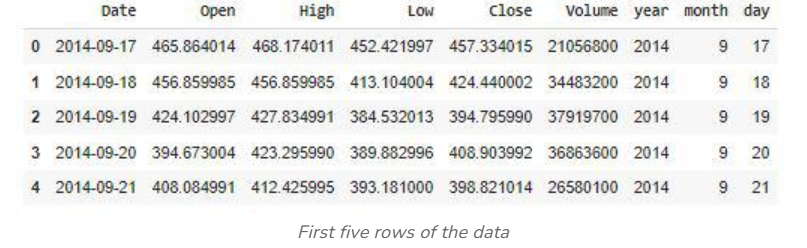 Date Open High Low Close Volume year month day
0 2014-09-17 465.864014 468.174011 452.421997 457.334015 21056800 2014 9 17
1 2014-09-18 456.859985 456.859985 413.104004 424.440002 34483200 2014 9 18
2 2014-09-19 424.102997 427.834991 384.532013 394.795990 37919700 2014 9 19
3 2014-09-20 394.673004 423.295990 389.882996 408.903992 36863600 2014 9 20
4 2014-09-21 408.084991 412.425995 393.181000 398.821014 26580100 2014 9 21
First five rows of the data